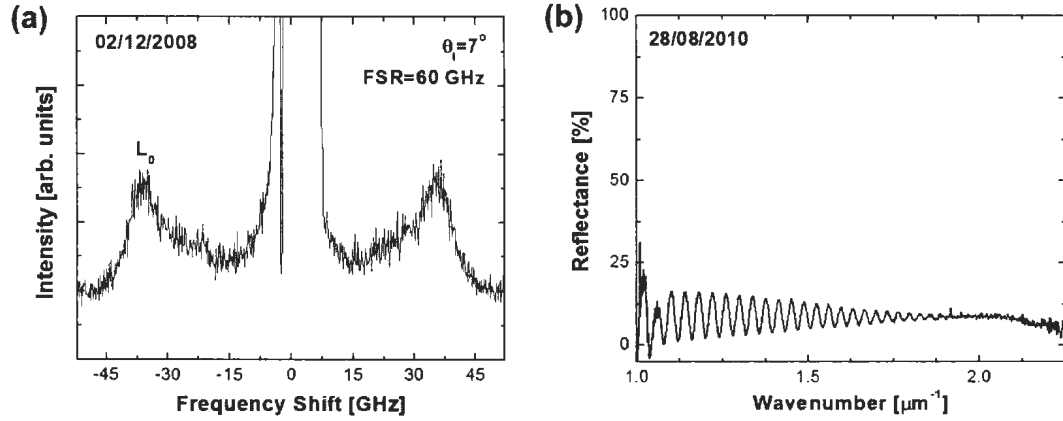 (a)
02/12/2008
θi=7°
FSR=60 GHz
L0
Intensity [arb. units]
-45 -30 -15 0 15 30 45
Frequency Shift [GHz]
(b)
28/08/2010
Reflectance [%]
100
75
50
25
0
1.0 1.5 2.0
Wavenumber [μm-1]